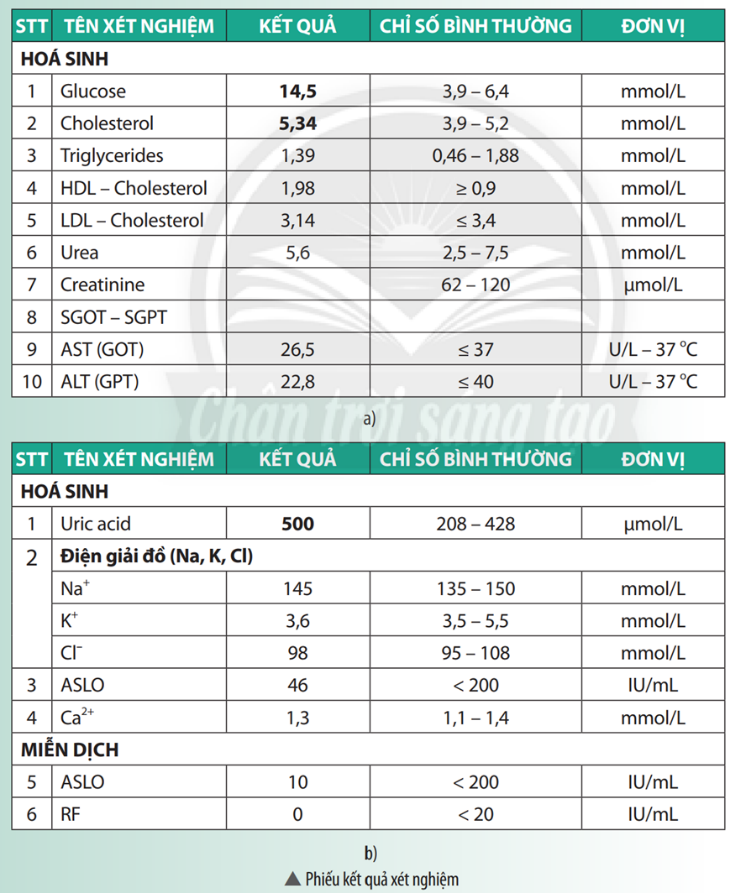 STT TÊN XÉT NGHIỆM KẾT QUẢ CHỈ SỐ BÌNH THƯỜNG ĐƠN VỊ
HOÁ SINH
1 Glucose 14,5 3,9 – 6,4 mmol/L
2 Cholesterol 5,34 3,9 – 5,2 mmol/L
3 Triglycerides 1,39 0,46 – 1,88 mmol/L
4 HDL – Cholesterol 1,98 ≥ 0,9 mmol/L
5 LDL – Cholesterol 3,14 ≤ 3,4 mmol/L
6 Urea 5,6 2,5 – 7,5 mmol/L
7 Creatinine 62 – 120 µmol/L
8 SGOT – SGPT
9 AST (GOT) 26,5 ≤ 37 U/L – 37 °C
10 ALT (GPT) 22,8 ≤ 40 U/L – 37 °C
Chân trời sáng tạo
a)
STT TÊN XÉT NGHIỆM KẾT QUẢ CHỈ SỐ BÌNH THƯỜNG ĐƠN VỊ
HOÁ SINH
1 Uric acid 500 208 – 428 µmol/L
2 Điện giải đồ (Na, K, Cl)
Na⁺ 145 135 – 150 mmol/L
K⁺ 3,6 3,5 – 5,5 mmol/L
Cl⁻ 98 95 – 108 mmol/L
3 ASLO 46 < 200 IU/mL
4 Ca²⁺ 1,3 1,1 – 1,4 mmol/L
MIỄN DỊCH
5 ASLO 10 < 200 IU/mL
6 RF 0 < 20 IU/mL
b)
▲ Phiếu kết quả xét nghiệm